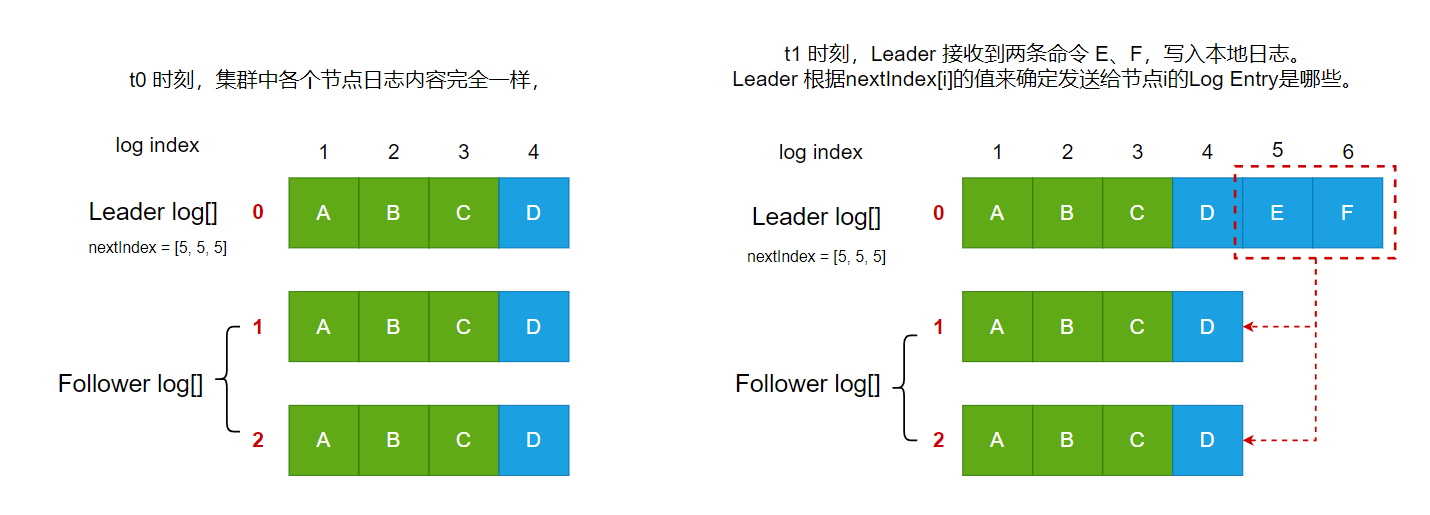 t0 时刻，集群中各个节点日志内容完全一样，
log index
1 2 3 4
Leader log[] 0 A B C D
nextIndex = [5, 5, 5]
1 A B C D
Follower log[]
2 A B C D
t1 时刻，Leader 接收到两条命令 E、F，写入本地日志。
Leader 根据nextIndex[i]的值来确定发送给节点i的Log Entry是哪些。
log index
1 2 3 4 5 6
Leader log[] 0 A B C D E F
nextIndex = [5, 5, 5]
1 A B C D
Follower log[]
2 A B C D